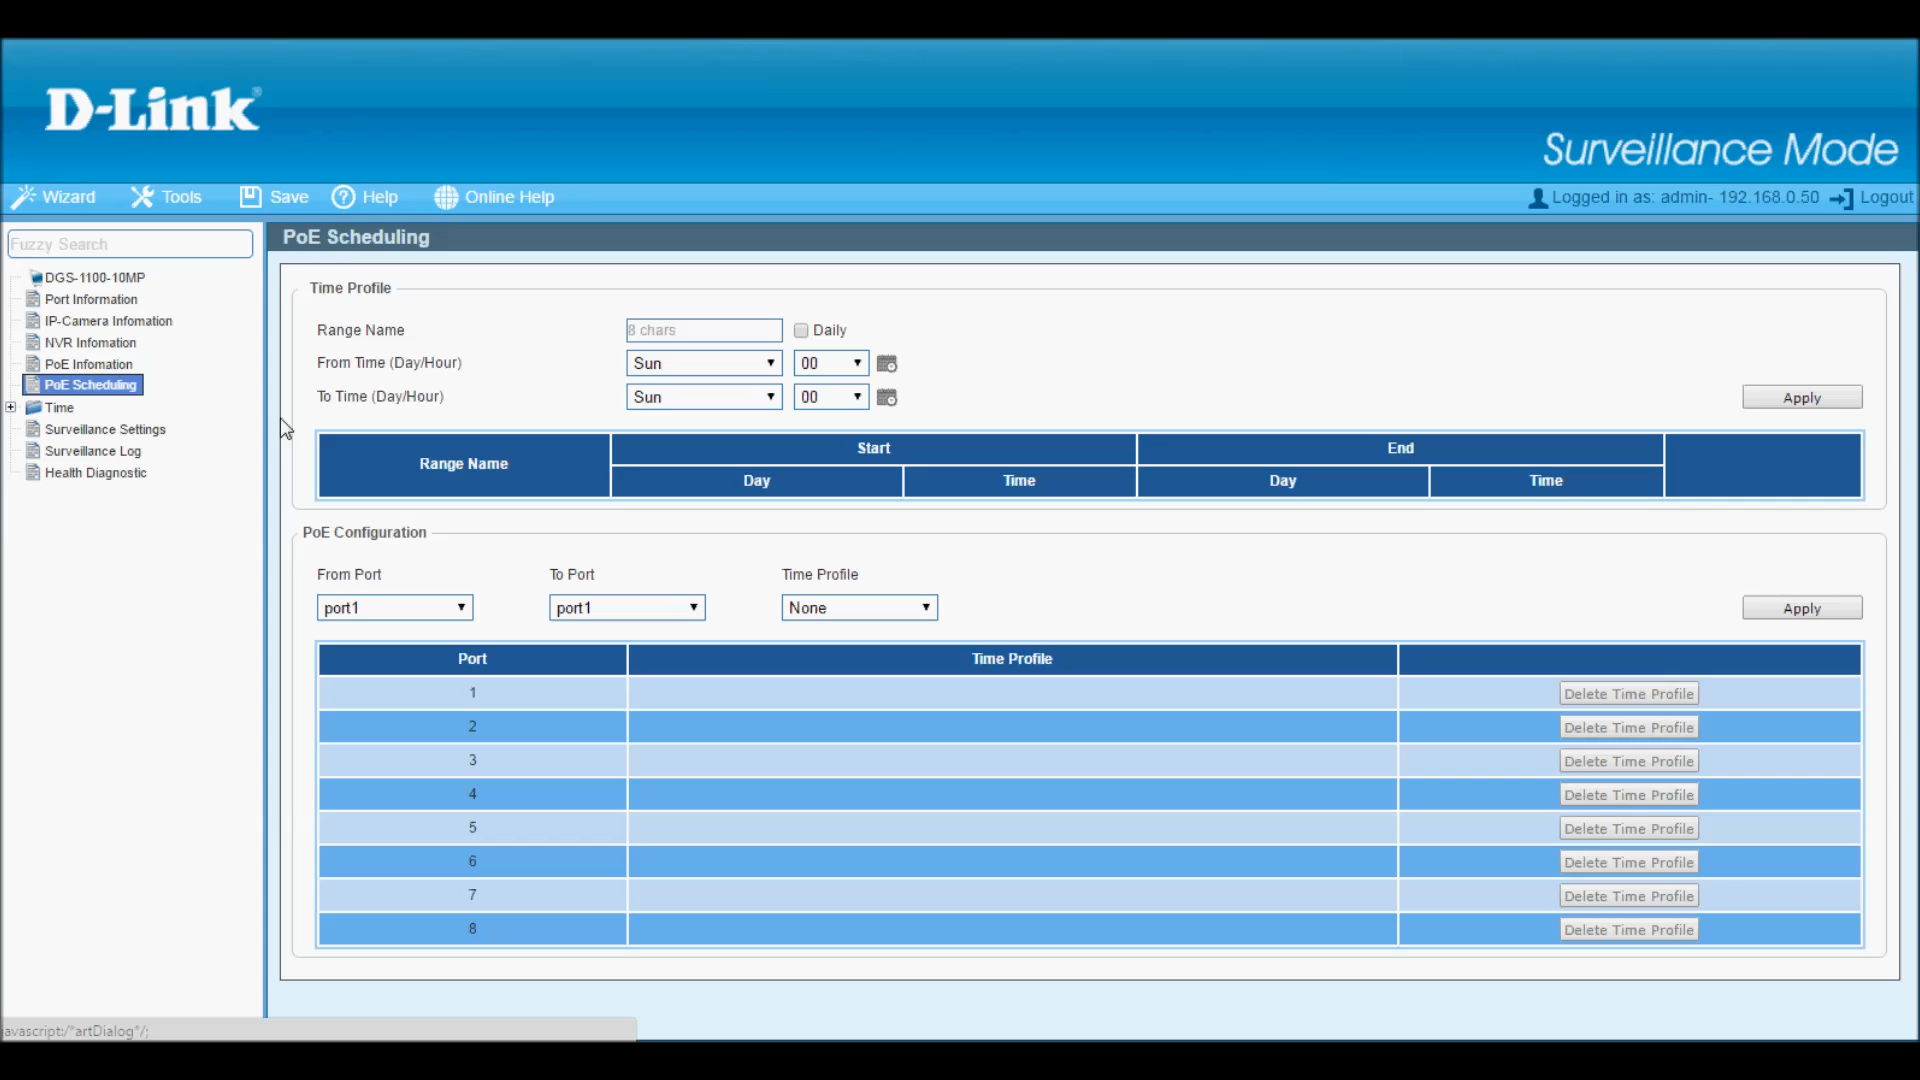 D-Link®
Surveillance Mode
Wizard Tools Save Help Online Help Logged in as: admin- 192.168.0.50 Logout
Fuzzy Search
DGS-1100-10MP
Port Information
IP-Camera Infomation
NVR Infomation
PoE Infomation
PoE Scheduling
Time
Surveillance Settings
Surveillance Log
Health Diagnostic
PoE Scheduling
Time Profile
Range Name 8 chars Daily
From Time (Day/Hour) Sun 00
To Time (Day/Hour) Sun 00 Apply
Range Name Start End
Day Time Day Time
PoE Configuration
From Port To Port Time Profile
port1 port1 None Apply
Port Time Profile
1 Delete Time Profile
2 Delete Time Profile
3 Delete Time Profile
4 Delete Time Profile
5 Delete Time Profile
6 Delete Time Profile
7 Delete Time Profile
8 Delete Time Profile
javascript:/*artDialog*/;